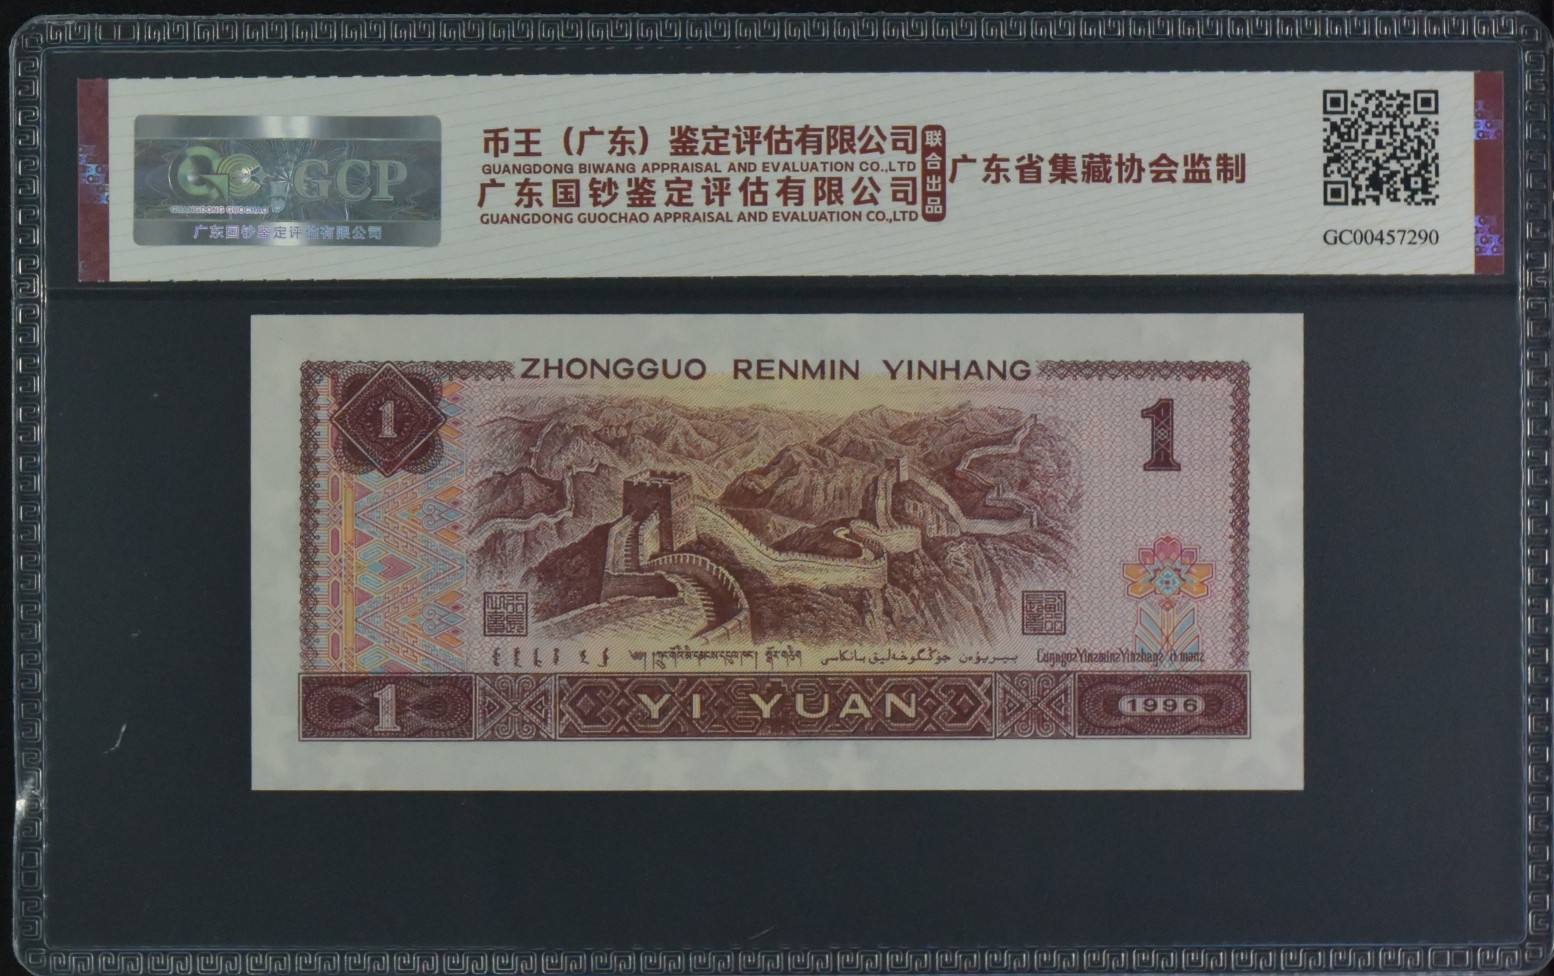 GCP
GUANGDONG GUOCHAO
广东国钞鉴定评估有限公司
币王（广东）鉴定评估有限公司
GUANGDONG BIWANG APPRAISAL AND EVALUATION CO.,LTD
广东国钞鉴定评估有限公司
GUANGDONG GUOCHAO APPRAISAL AND EVALUATION CO.,LTD
联合出品
广东省集藏协会监制
GC00457290
ZHONGGUO RENMIN YINHANG
1
1
1
YI YUAN
1996